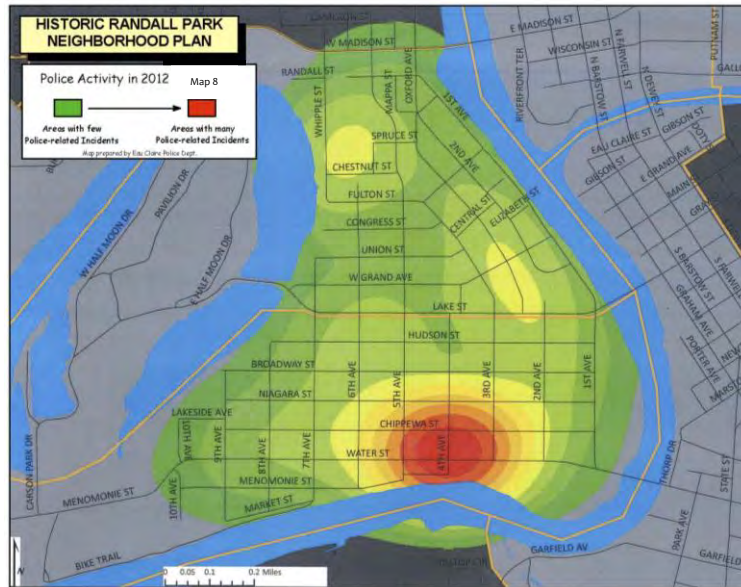 HISTORIC RANDALL PARK
NEIGHBORHOOD PLAN
Police Activity in 2012
Map 8
Areas with few
Police-related Incidents
Areas with many
Police-related Incidents
Map prepared by Eau Claire Police Dept.
CAMERON ST
W MADISON ST
E MADISON ST
PUTNAM ST
WISCONSIN ST
RIVERFRONT TER
N BARSTOW ST
N FARWELL ST
N DEWEY ST
RANDALL ST
WHIPPLE ST
MAPPA ST
OXFORD AVE
1ST AVE
2ND AVE
SPRUCE ST
CHESTNUT ST
FULTON ST
CONGRESS ST
CENTRAL ST
ELIZABETH ST
UNION ST
W GRAND AVE
LAKE ST
EAU CLAIRE ST
GIBSON ST
GIBSON ST
E GRAND AVE
MAIN
S BARSTOW ST
S FARWELL
GRAHAM AVE
PORTER AVE
PAVILION DR
W HALF MOON DR
E HALF MOON DR
HUDSON ST
BROADWAY ST
6TH AVE
5TH AVE
3RD AVE
2ND AVE
1ST AVE
NIAGARA ST
LAKESIDE AVE
CHIPPEWA ST
10TH AVE
9TH AVE
8TH AVE
7TH AVE
4TH AVE
WATER ST
MENOMONIE ST
MENOMONIE ST
MARKET ST
10TH AVE
CARSON PARK DR
BIKE TRAIL
THORP DR
STATE ST
PARK AVE
GARFIELD AV
GARFIELD
N
0 0.05 0.1 0.2 Miles